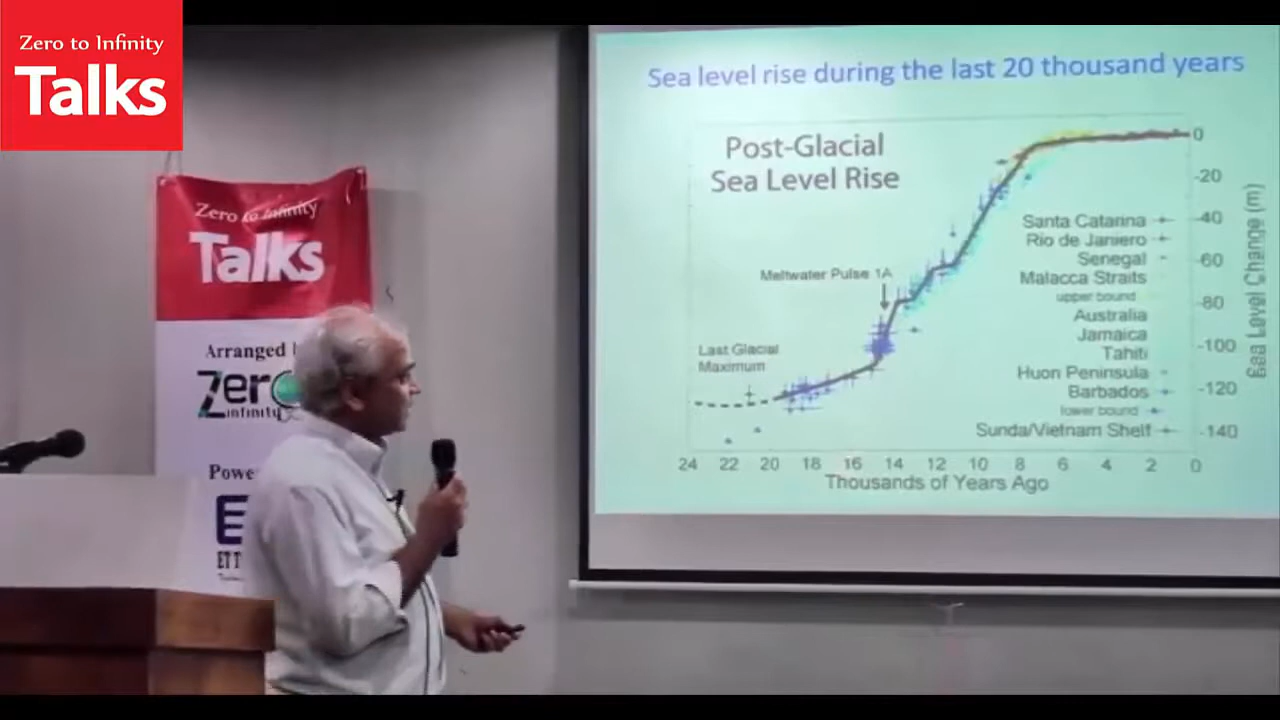 Zero to Infinity
Talks
Zero to Infinity
Talks
Arranged
Zero
infinity
Powe
E
ET T
Sea level rise during the last 20 thousand years
Post-Glacial
Sea Level Rise
Meltwater Pulse 1A
Last Glacial
Maximum
Santa Catarina
Rio de Janiero
Senegal
Malacca Straits
upper bound
Australia
Jamaica
Tahiti
Huon Peninsula
Barbados
lower bound
Sunda/Vietnam Shelf
0
-20
-40
-60
-80
-100
-120
-140
Sea Level Change (m)
24 22 20 18 16 14 12 10 8 6 4 2 0
Thousands of Years Ago